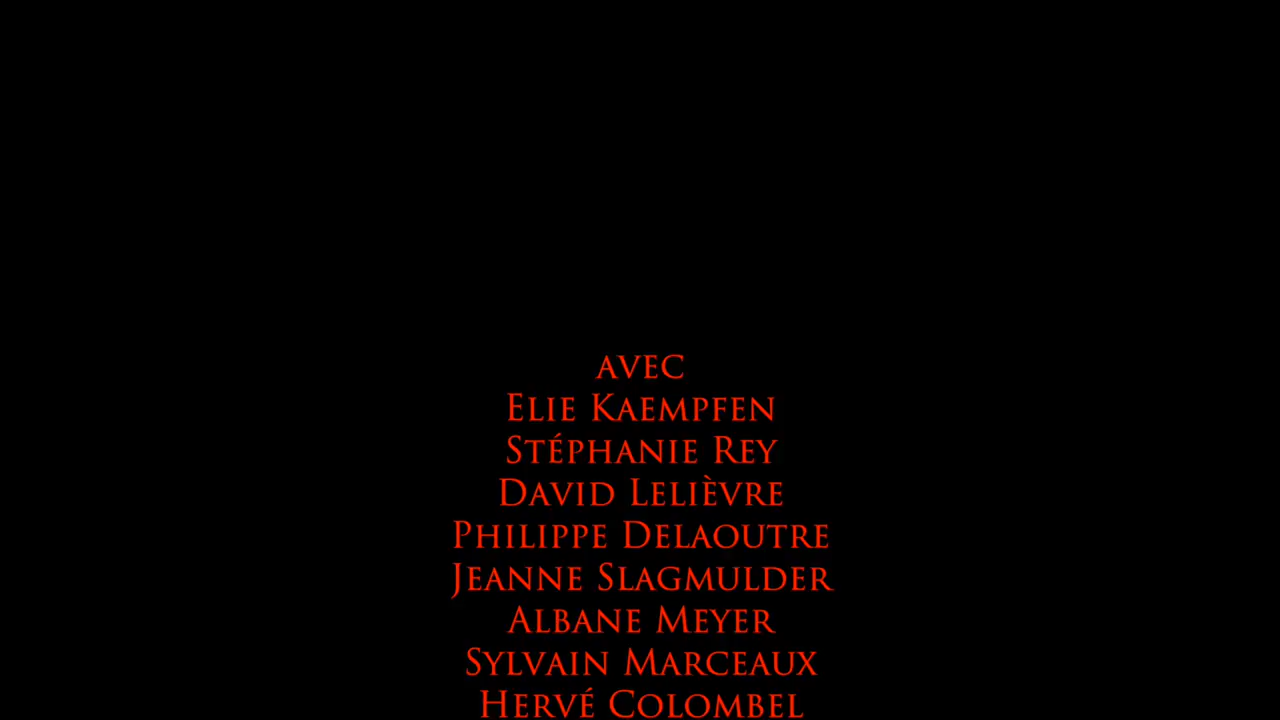 avec
Elie Kaempfen
Stéphanie Rey
David Lelièvre
Philippe Delaoutre
Jeanne Slagmulder
Albane Meyer
Sylvain Marceaux
Hervé Colombel